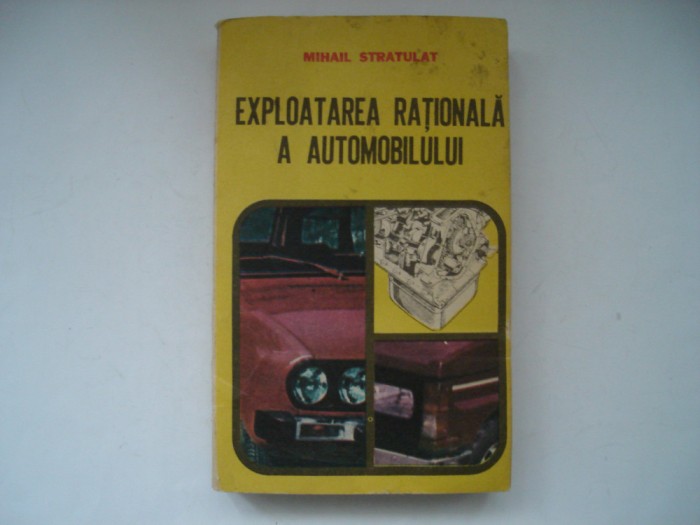 MIHAIL STRATULAT
EXPLOATAREA RAȚIONALĂ
A AUTOMOBILULUI